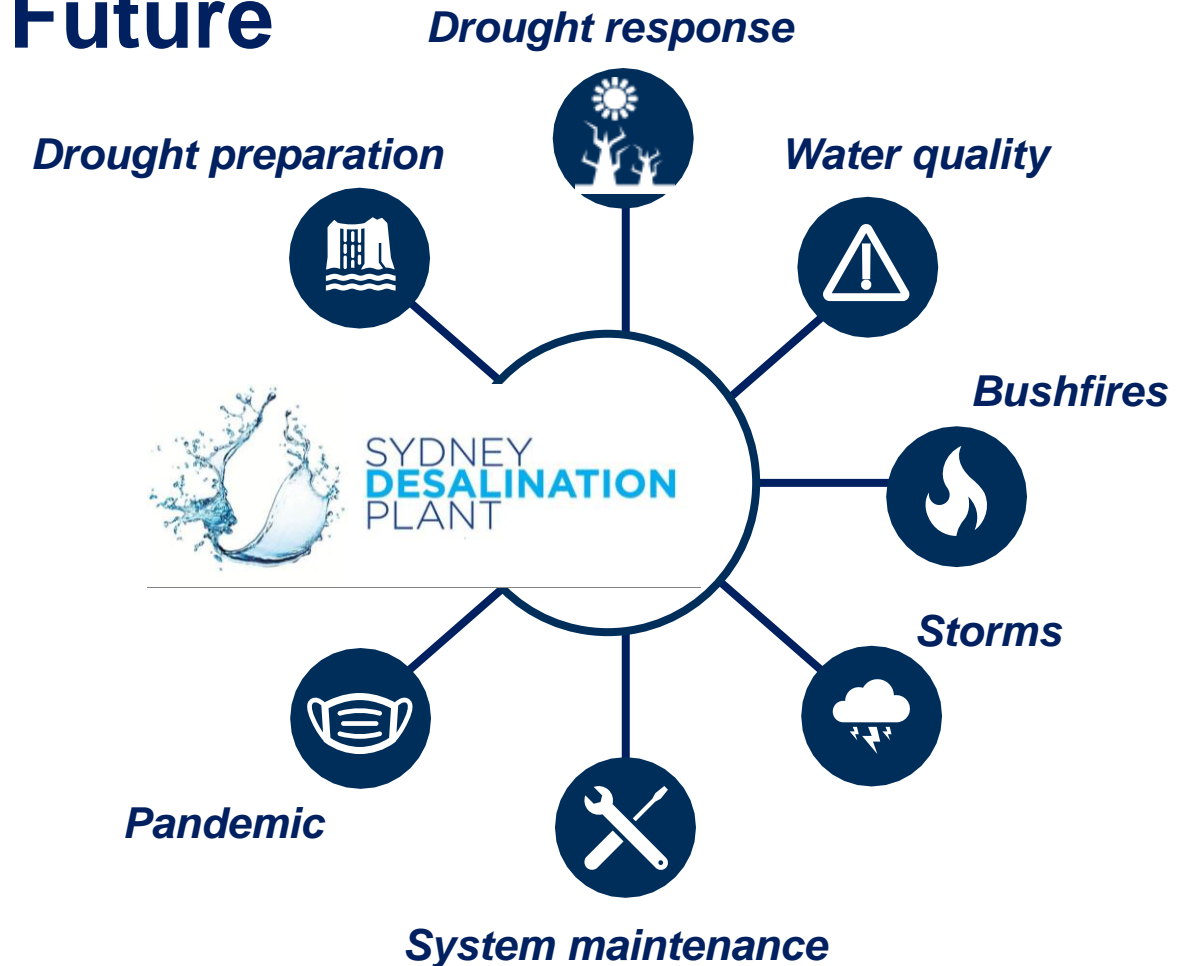 Future
Drought response
Drought preparation
Water quality
Bushfires
SYDNEY
DESALINATION
PLANT
Storms
Pandemic
System maintenance